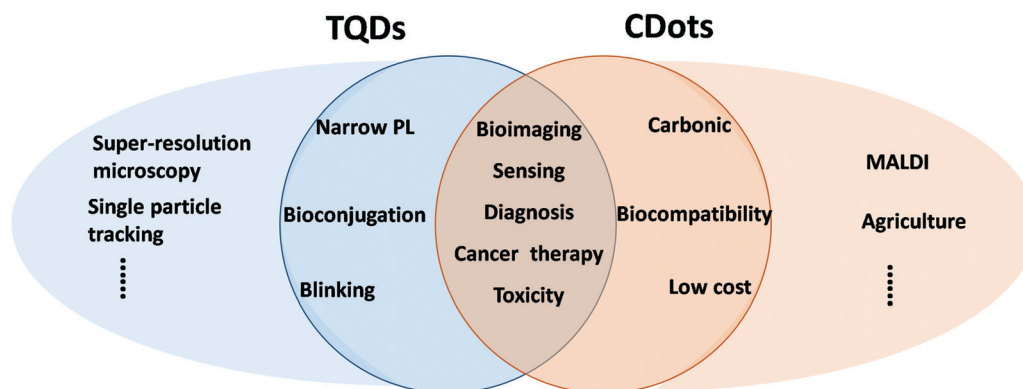 TQDs
CDots
Super-resolution
microscopy
Single particle
tracking
Narrow PL
Bioconjugation
Blinking
Bioimaging
Sensing
Diagnosis
Cancer therapy
Toxicity
Carbonic
Biocompatibility
Low cost
MALDI
Agriculture